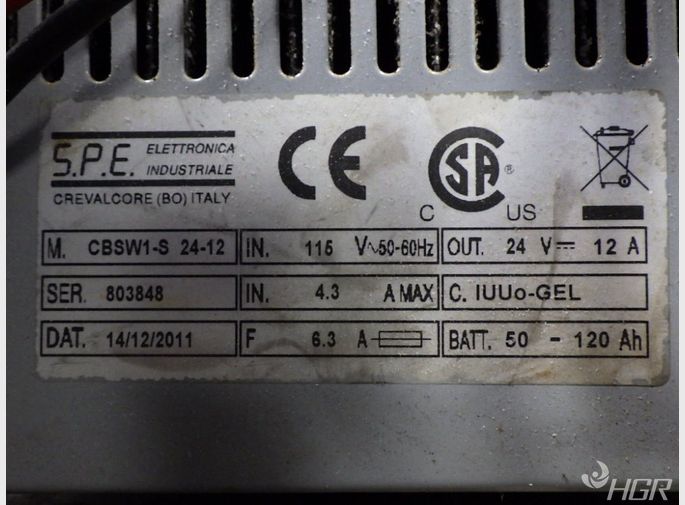 S.P.E. ELETTRONICA
INDUSTRIALE
CREVALCORE (BO) ITALY
CE
CSA ®
C US
M. CBSW1-S 24-12 IN. 115 V∿50-60Hz OUT. 24 V⎓ 12 A
SER. 803848 IN. 4.3 A MAX C. IUUo-GEL
DAT. 14/12/2011 F 6.3 A BATT. 50 - 120 Ah
HGR